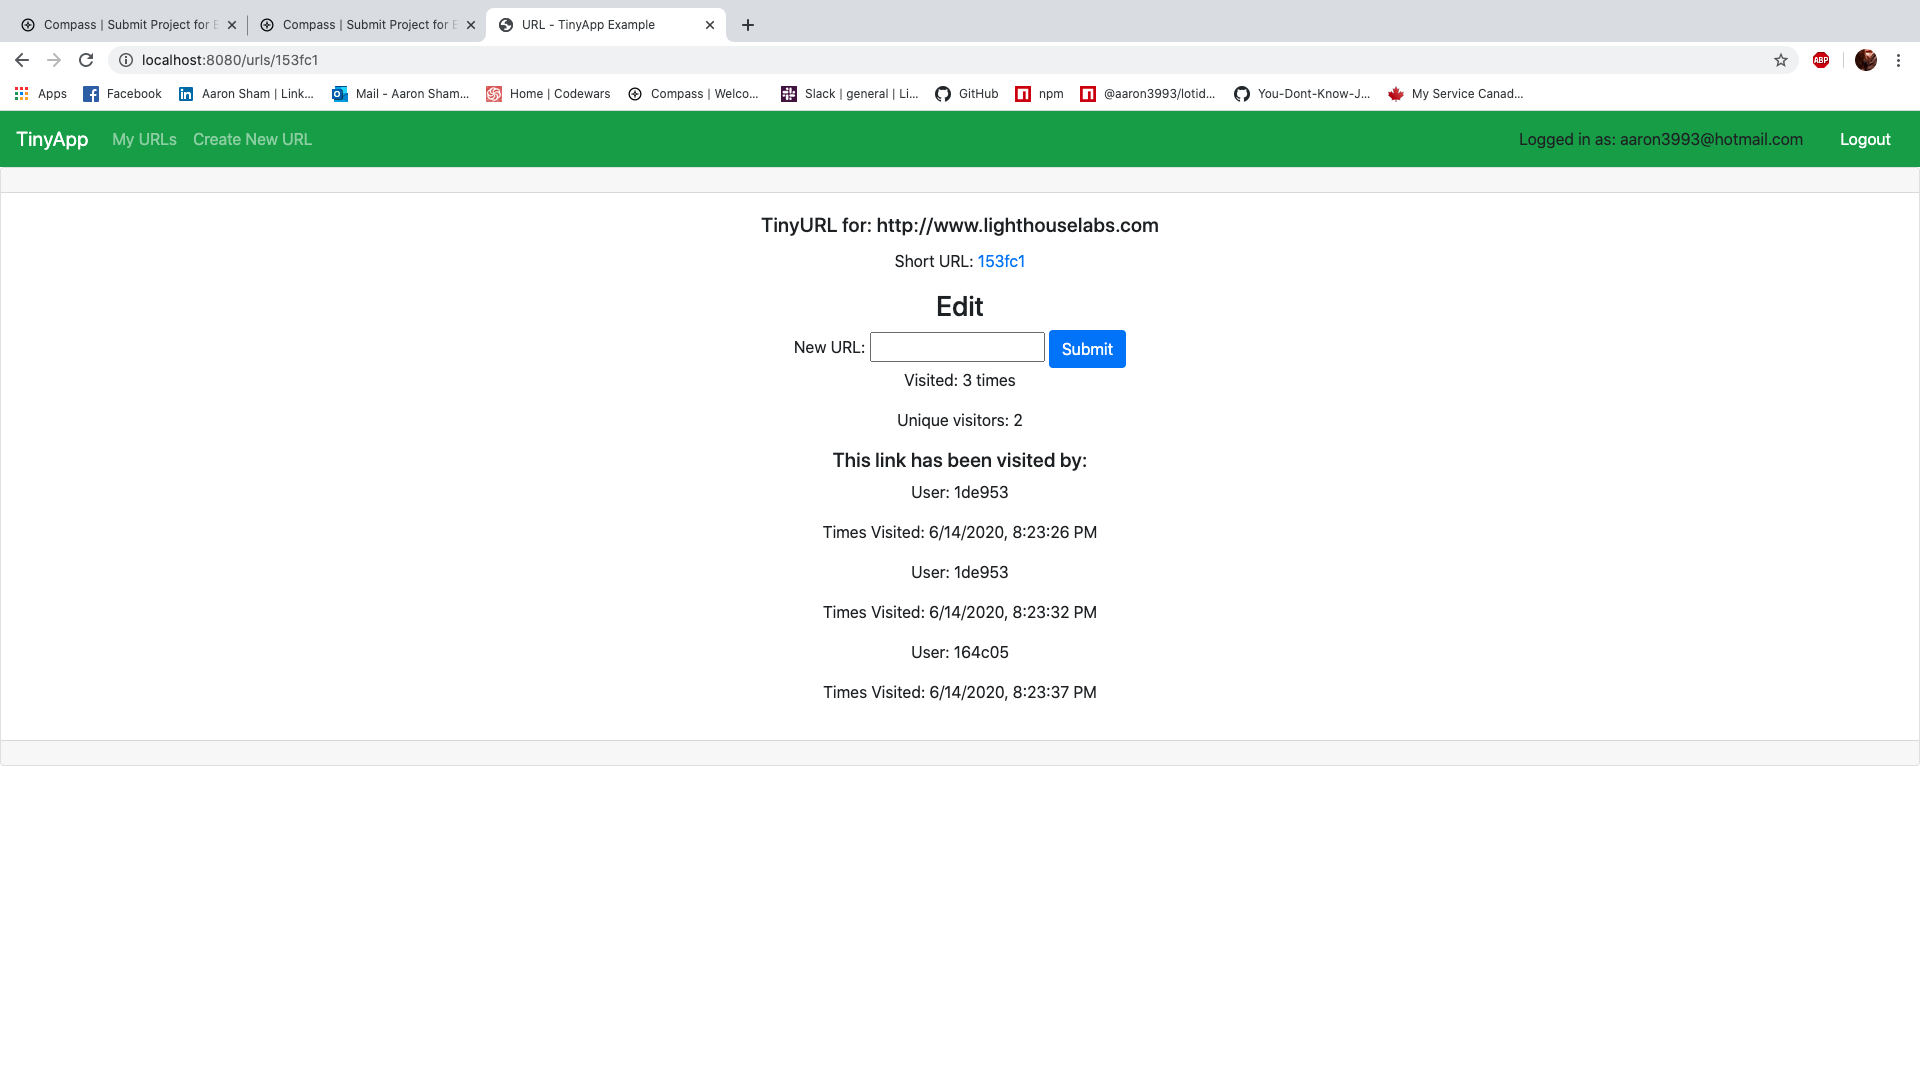 Compass | Submit Project for E
Compass | Submit Project for E
URL - TinyApp Example
localhost:8080/urls/153fc1
ABP
Apps
Facebook
Aaron Sham | Link...
Mail - Aaron Sham...
Home | Codewars
Compass | Welco...
Slack | general | Li...
GitHub
npm
@aaron3993/lotid...
You-Dont-Know-J...
My Service Canad...
TinyApp My URLs Create New URL Logged in as: aaron3993@hotmail.com Logout
TinyURL for: http://www.lighthouselabs.com
Short URL: 153fc1
Edit
New URL: Submit
Visited: 3 times
Unique visitors: 2
This link has been visited by:
User: 1de953
Times Visited: 6/14/2020, 8:23:26 PM
User: 1de953
Times Visited: 6/14/2020, 8:23:32 PM
User: 164c05
Times Visited: 6/14/2020, 8:23:37 PM